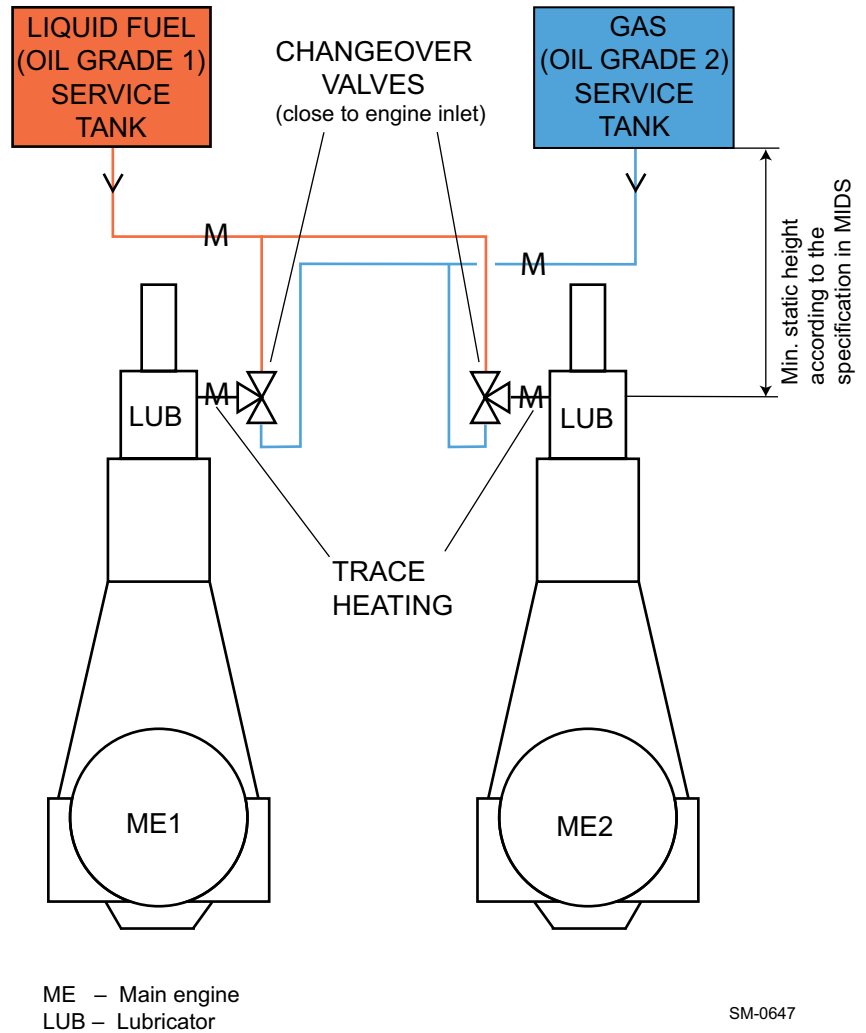 LIQUID FUEL
(OIL GRADE 1)
SERVICE
TANK
CHANGEOVER
VALVES
(close to engine inlet)
GAS
(OIL GRADE 2)
SERVICE
TANK
Min. static height
according to the
specification in MIDS
M
M
LUB
M
M
LUB
TRACE
HEATING
ME1
ME2
ME – Main engine
LUB – Lubricator
SM-0647